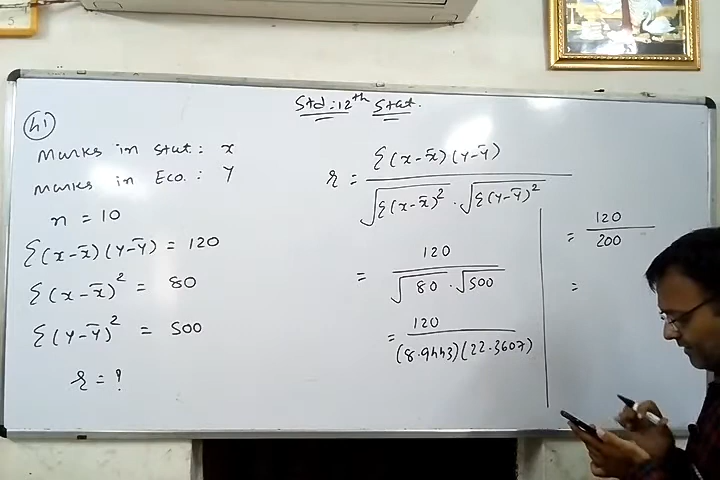 Std:12th Stat.
41
Marks in Stat: x
Marks in Eco.: y
n = 10
Σ(x-x̄)(y-ȳ) = 120
Σ(x-x̄)² = 80
Σ(y-ȳ)² = 500
r = ?
r = Σ(x-x̄)(y-ȳ) / √Σ(x-x̄)² · √Σ(y-ȳ)²
= 120 / √80 · √500
= 120 / (8.9443)(22.3607)
= 120 / 200
=